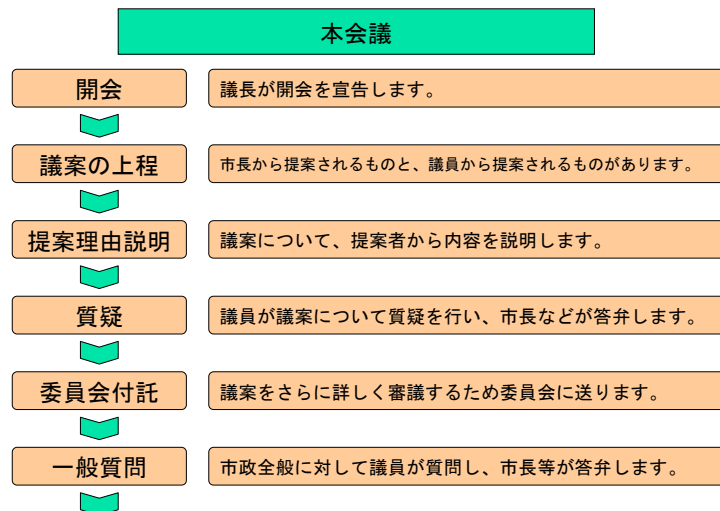 本会議
開会
議長が開会を宣告します。
議案の上程
市長から提案されるものと、議員から提案されるものがあります。
提案理由説明
議案について、提案者から内容を説明します。
質疑
議員が議案について質疑を行い、市長などが答弁します。
委員会付託
議案をさらに詳しく審議するため委員会に送ります。
一般質問
市政全般に対して議員が質問し、市長等が答弁します。